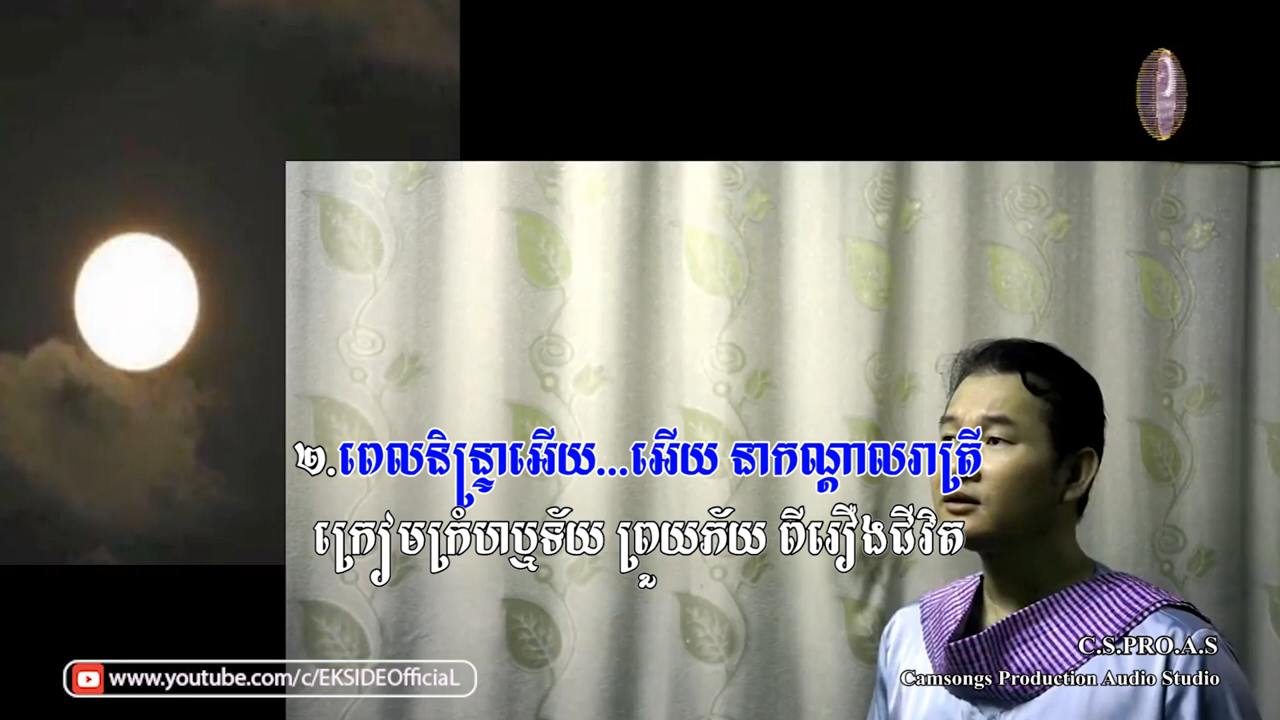 ២.ពេលនិន្ទ្រាអើយ...អើយ នាកណ្ដាលរាត្រី
ក្រៀមក្រំហឬទ័យ ព្រួយភ័យ ពីរឿងជីវិត
C.S.PRO.A.S
www.youtube.com/c/EKSIDEOfficiaL
Camsongs Production Audio Studio